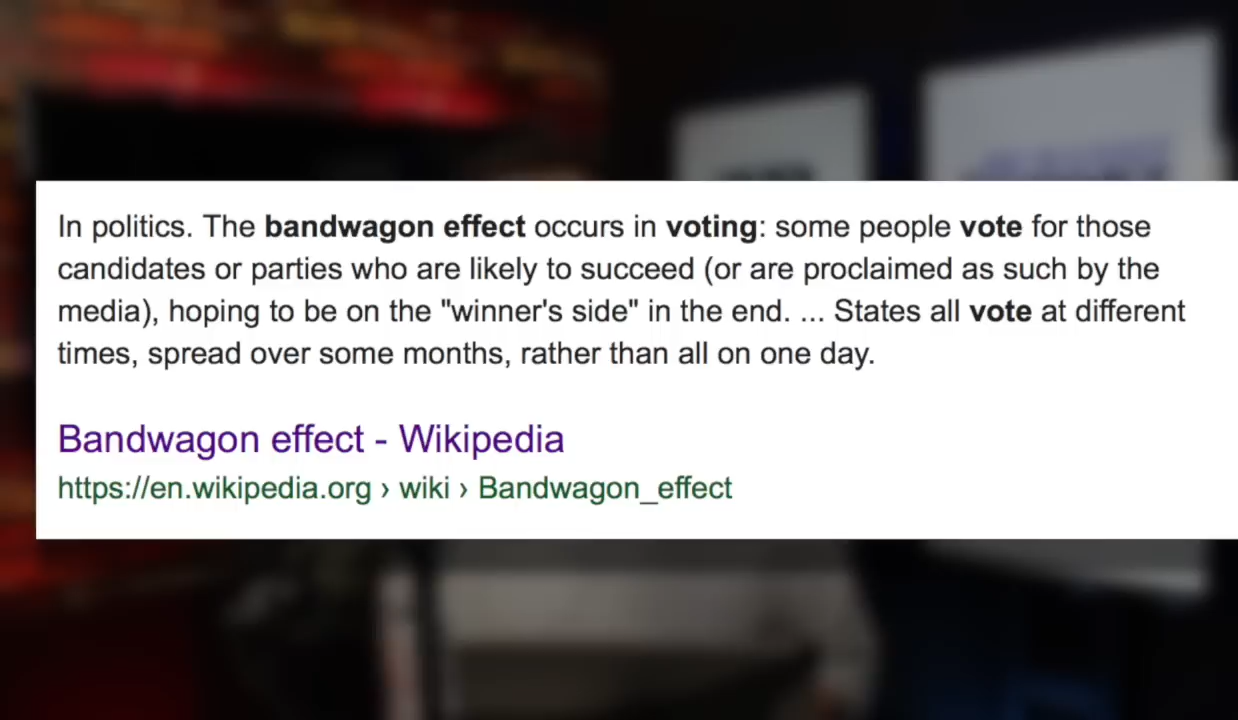 In politics. The bandwagon effect occurs in voting: some people vote for those
candidates or parties who are likely to succeed (or are proclaimed as such by the
media), hoping to be on the "winner's side" in the end. ... States all vote at different
times, spread over some months, rather than all on one day.
Bandwagon effect - Wikipedia
https://en.wikipedia.org › wiki › Bandwagon_effect